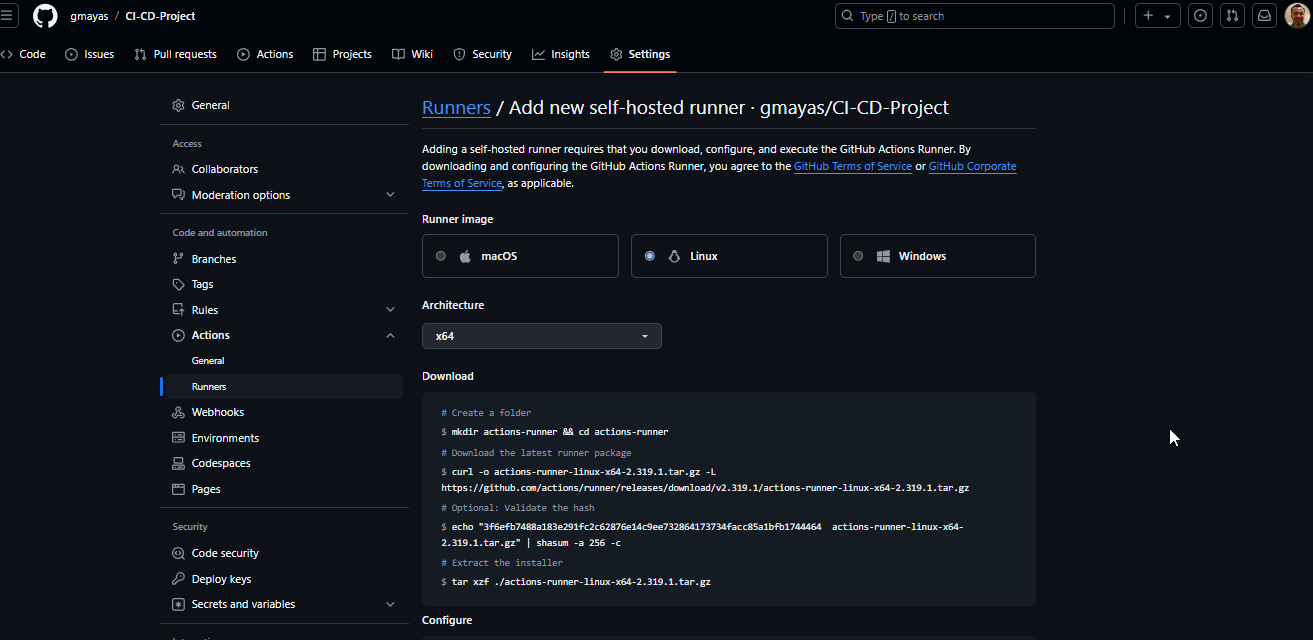 gmayas / CI-CD-Project
Type / to search
Code
Issues
Pull requests
Actions
Projects
Wiki
Security
Insights
Settings
General
Access
Collaborators
Moderation options
Code and automation
Branches
Tags
Rules
Actions
General
Runners
Webhooks
Environments
Codespaces
Pages
Security
Code security
Deploy keys
Secrets and variables
Runners / Add new self-hosted runner · gmayas/CI-CD-Project
Adding a self-hosted runner requires that you download, configure, and execute the GitHub Actions Runner. By
downloading and configuring the GitHub Actions Runner, you agree to the GitHub Terms of Service or GitHub Corporate
Terms of Service, as applicable.
Runner image
macOS
Linux
Windows
Architecture
x64
Download
# Create a folder
$ mkdir actions-runner && cd actions-runner
# Download the latest runner package
$ curl -o actions-runner-linux-x64-2.319.1.tar.gz -L
https://github.com/actions/runner/releases/download/v2.319.1/actions-runner-linux-x64-2.319.1.tar.gz
# Optional: Validate the hash
$ echo "3f6efb7488a183e291fc2c62876e14c9ee732864173734facc85a1bfb1744464  actions-runner-linux-x64-
2.319.1.tar.gz" | shasum -a 256 -c
# Extract the installer
$ tar xzf ./actions-runner-linux-x64-2.319.1.tar.gz
Configure